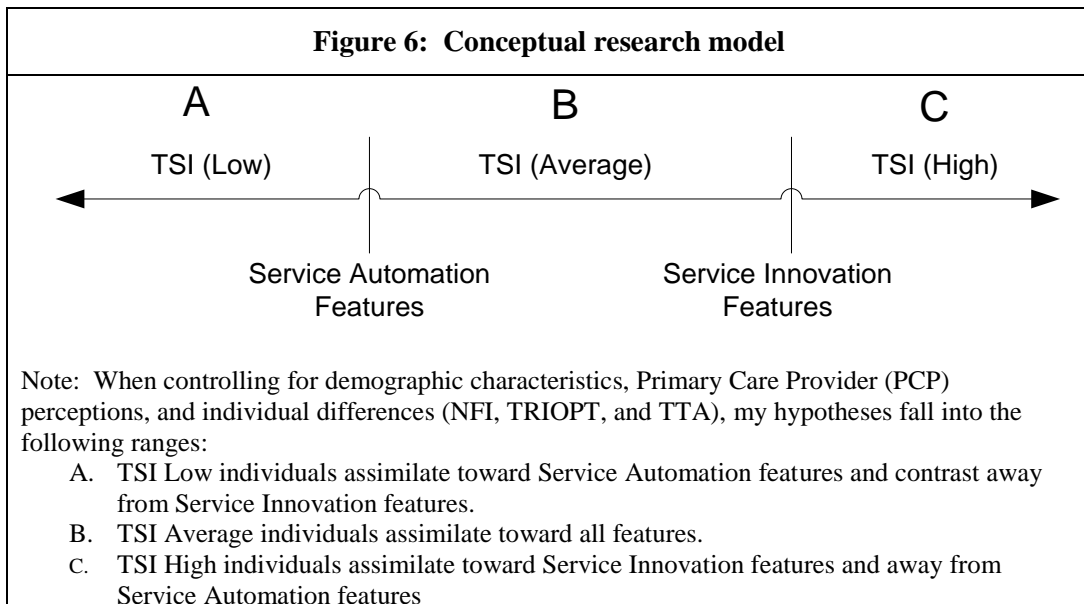 Figure 6: Conceptual research model
A B C
TSI (Low) TSI (Average) TSI (High)
Service Automation Service Innovation
Features Features
Note: When controlling for demographic characteristics, Primary Care Provider (PCP)
perceptions, and individual differences (NFI, TRIOPT, and TTA), my hypotheses fall into the
following ranges:
A. TSI Low individuals assimilate toward Service Automation features and contrast away
from Service Innovation features.
B. TSI Average individuals assimilate toward all features.
C. TSI High individuals assimilate toward Service Innovation features and away from
Service Automation features